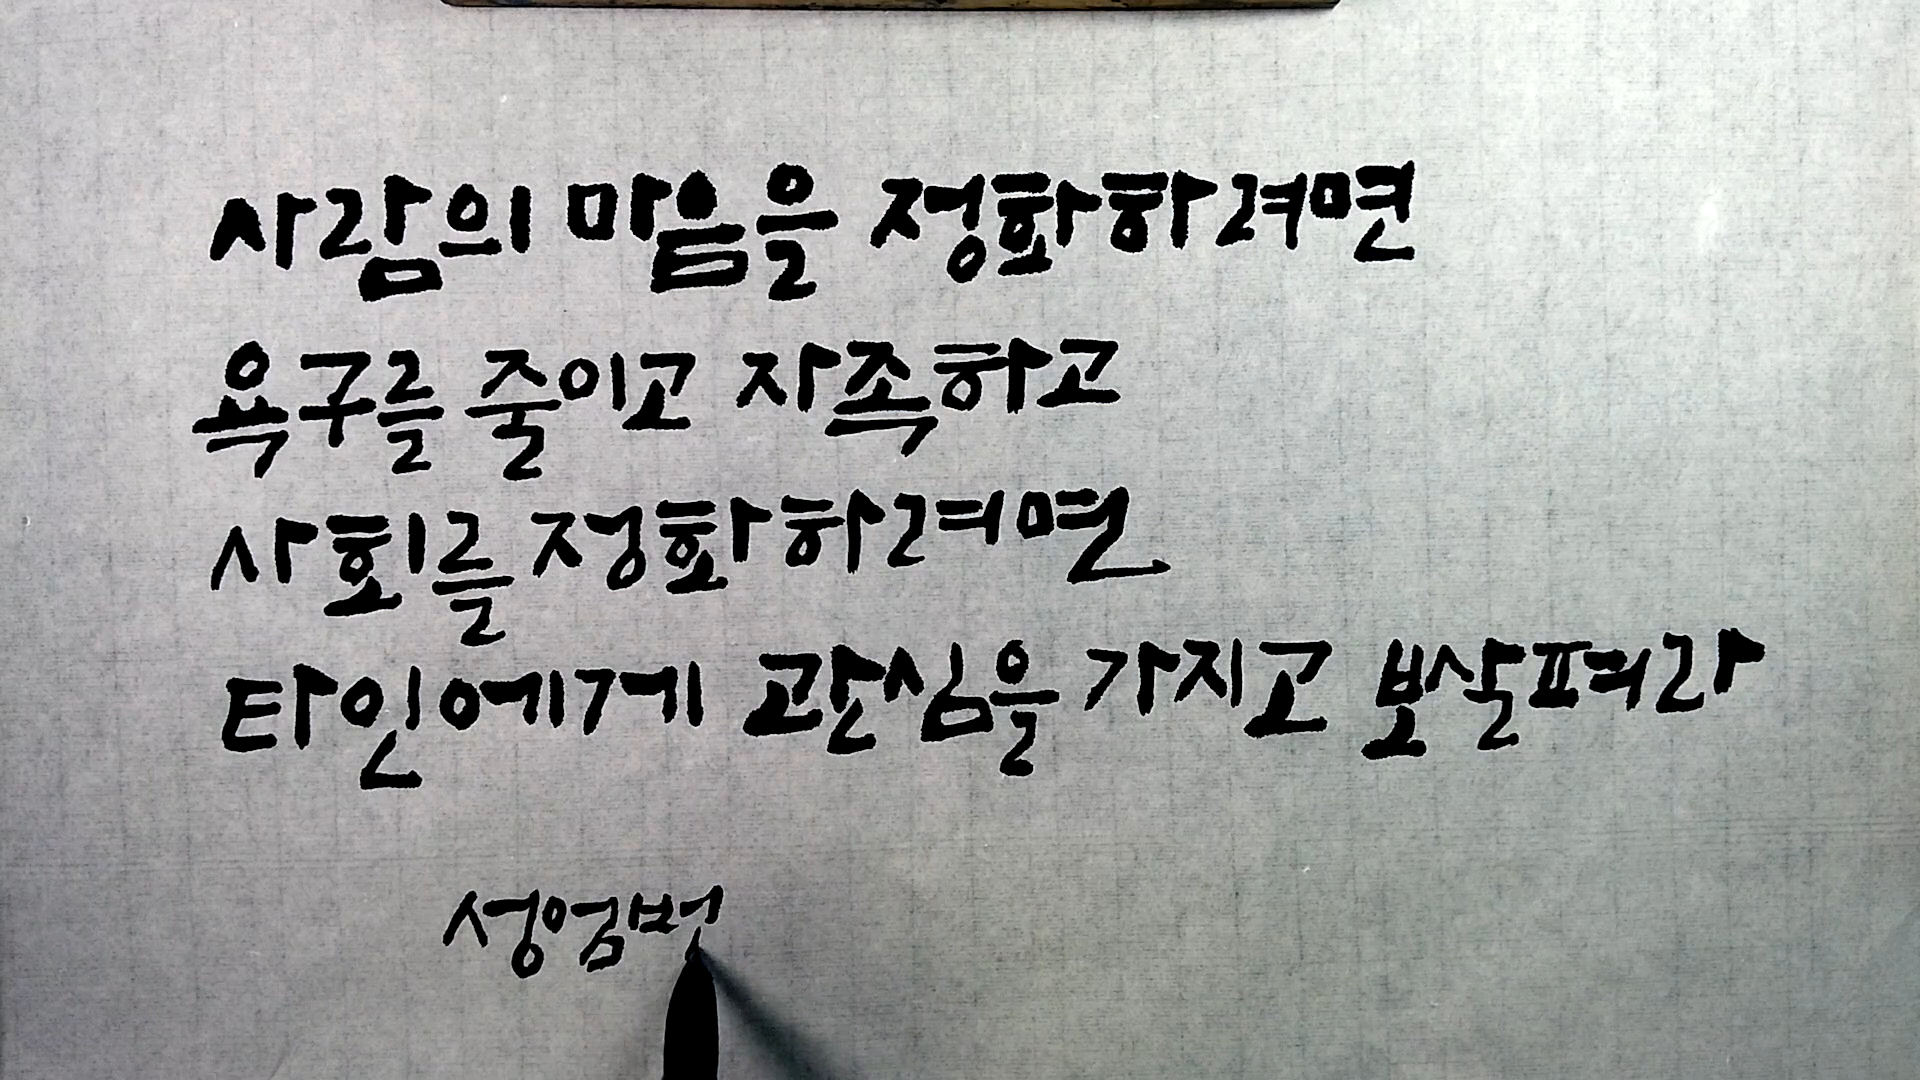 사람의 마음을 정화하려면
욕구를 줄이고 자족하고
사회를 정화하려면
타인에게 관심을 가지고 보살펴라
성엄